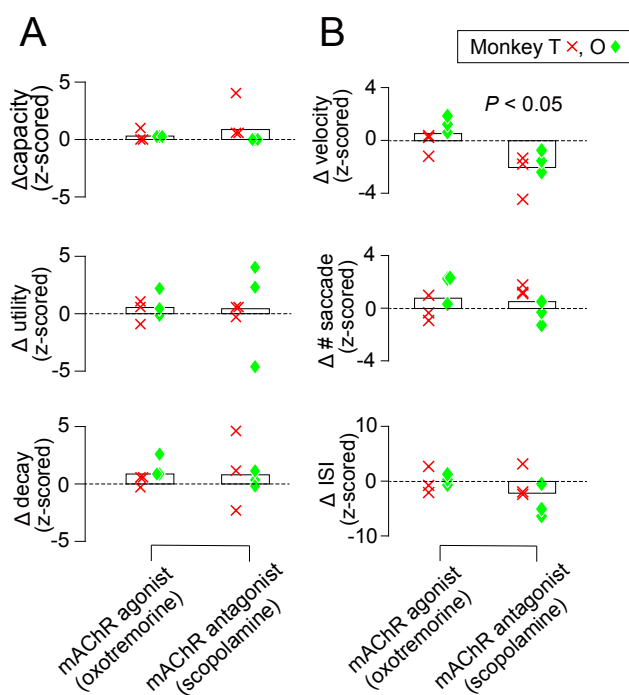 A
B
Monkey T ×, O ♦
5
0
-5
Δcapacity
(z-scored)
4
0
-4
Δ velocity
(z-scored)
P < 0.05
5
0
-5
Δ utility
(z-scored)
4
0
-4
Δ # saccade
(z-scored)
5
0
-5
Δ decay
(z-scored)
10
0
-10
Δ ISI
(z-scored)
mAChR agonist
(oxotremorine)
mAChR antagonist
(scopolamine)
mAChR agonist
(oxotremorine)
mAChR antagonist
(scopolamine)